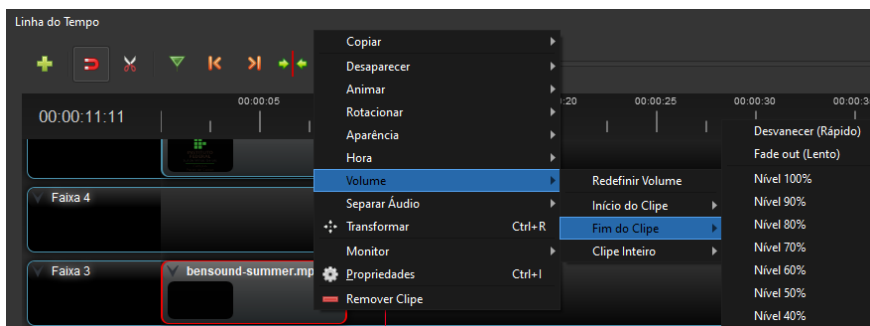 Linha do Tempo
00:00:11:11
00:00:05
:20
00:00:25
00:00:30
00:00:3
Faixa 4
Faixa 3
bensound-summer.mp
Copiar
Desaparecer
Animar
Rotacionar
Aparência
Hora
Volume
Separar Áudio
Transformar Ctrl+R
Monitor
Propriedades Ctrl+I
Remover Clipe
Redefinir Volume
Início do Clipe
Fim do Clipe
Clipe Inteiro
Desvanecer (Rápido)
Fade out (Lento)
Nível 100%
Nível 90%
Nível 80%
Nível 70%
Nível 60%
Nível 50%
Nível 40%